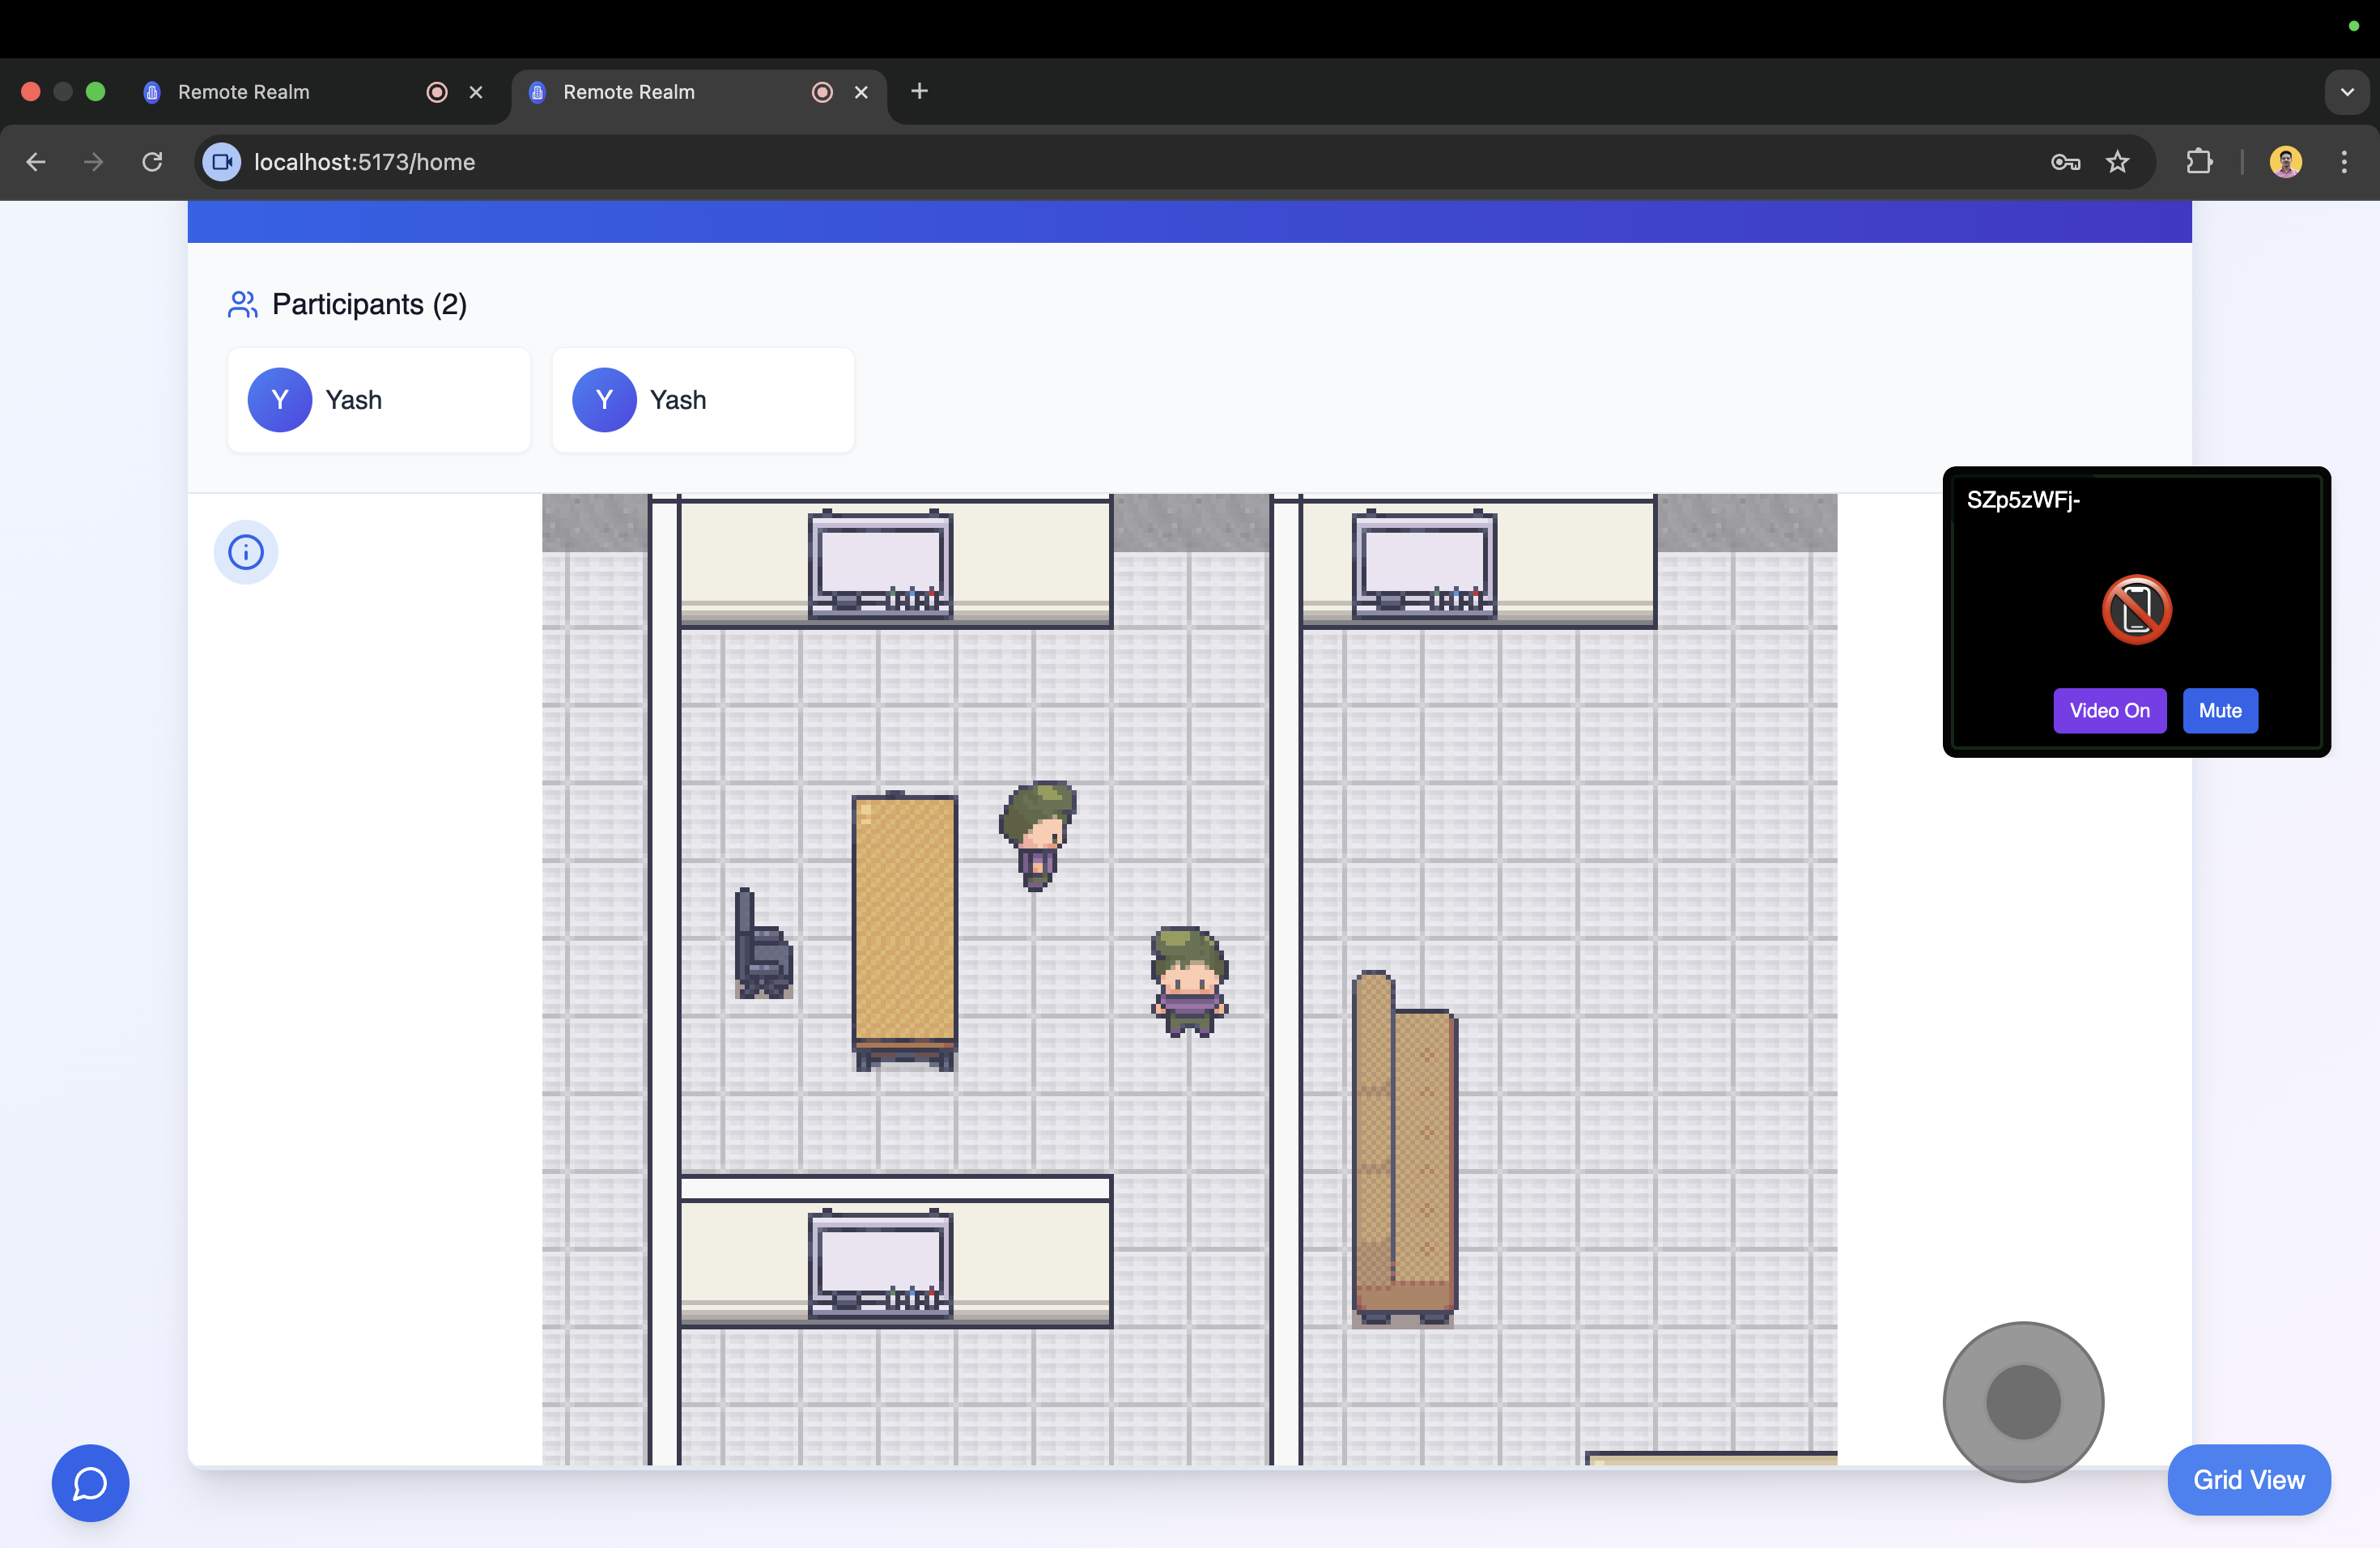 Remote Realm
Remote Realm
localhost:5173/home
Participants (2)
Y Yash
Y Yash
SZp5zWFj-
Video On
Mute
Grid View